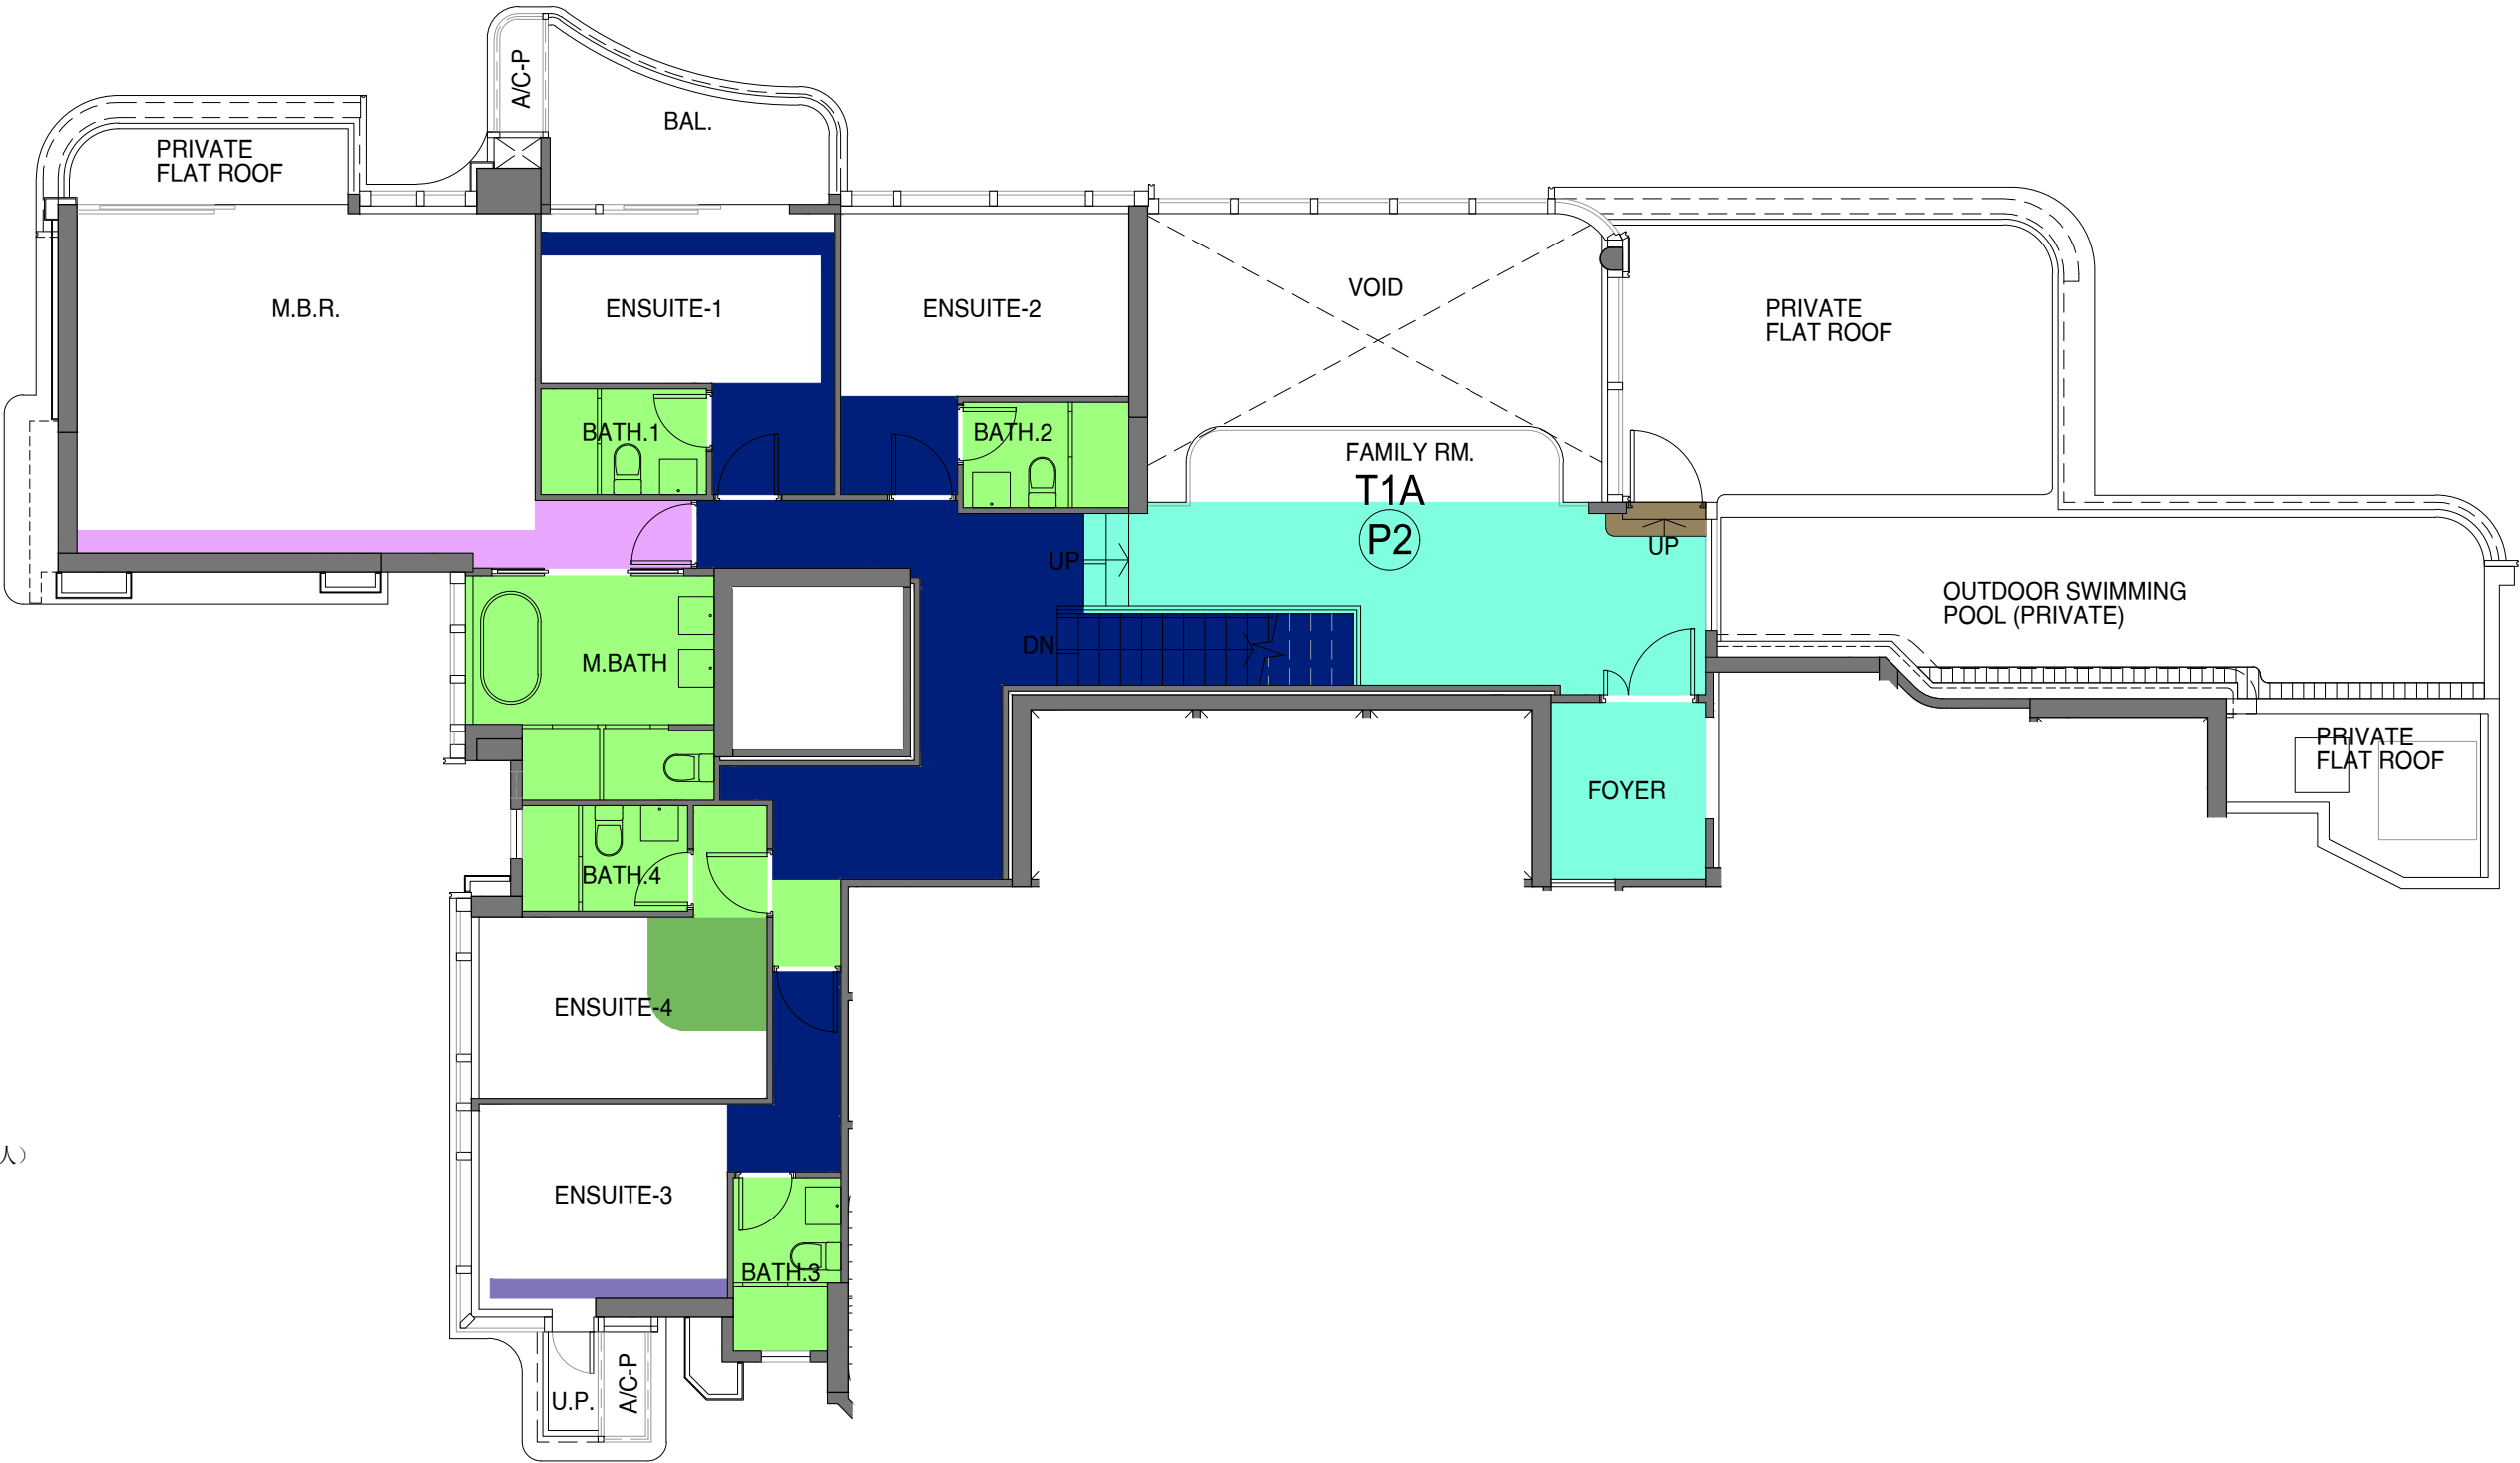 A/C-P
BAL.
PRIVATE
FLAT ROOF
M.B.R.
ENSUITE-1
ENSUITE-2
VOID
PRIVATE
FLAT ROOF
BATH.1
BATH.2
FAMILY RM.
T1A
P2
UP
UP
OUTDOOR SWIMMING
POOL (PRIVATE)
DN
M.BATH
PRIVATE
FLAT ROOF
FOYER
BATH.4
ENSUITE-4
人）
ENSUITE-3
BATH.3
U.P.
A/C-P